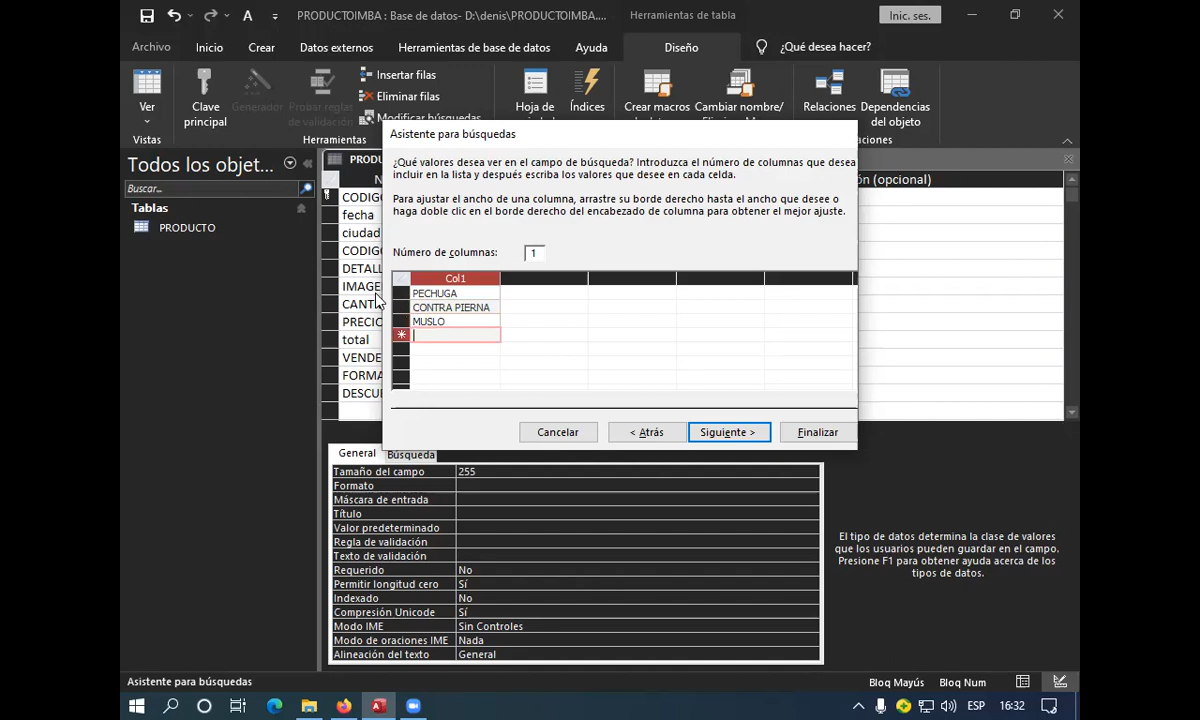 PRODUCTOIMBA : Base de datos- D:\denis\PRODUCTOIMBA....
Herramientas de tabla
Inic. ses.
Archivo
Inicio
Crear
Datos externos
Herramientas de base de datos
Ayuda
Diseño
¿Qué desea hacer?
Ver
Clave
principal
Generador
Probar reglas
de validación
Insertar filas
Eliminar filas
Modificar búsquedas
Hoja de
Índices
Crear macros
Cambiar nombre/
Relaciones
Dependencias
del objeto
Vistas
Herramientas
Todos los objet...
Buscar...
Tablas
PRODUCTO
PRODU
N
(opcional)
CODIGO
fecha
ciudad
CODIGO
DETALL
IMAGE
CANT
PRECIO
total
VENDE
FORMA
DESCUE
Asistente para búsquedas
¿Qué valores desea ver en el campo de búsqueda? Introduzca el número de columnas que desea
incluir en la lista y después escriba los valores que desee en cada celda.
Para ajustar el ancho de una columna, arrastre su borde derecho hasta el ancho que desee o
haga doble clic en el borde derecho del encabezado de columna para obtener el mejor ajuste.
Número de columnas:
1
Col1
PECHUGA
CONTRA PIERNA
MUSLO
Cancelar
< Atrás
Siguiente >
Finalizar
General
Búsqueda
Tamaño del campo 255
Formato
Máscara de entrada
Título
Valor predeterminado
Regla de validación
Texto de validación
Requerido No
Permitir longitud cero Sí
Indexado No
Compresión Unicode Sí
Modo IME Sin Controles
Modo de oraciones IME Nada
Alineación del texto General
El tipo de datos determina la clase de valores
que los usuarios pueden guardar en el campo.
Presione F1 para obtener ayuda acerca de los
tipos de datos.
Asistente para búsquedas
Bloq Mayús
Bloq Num
ESP
16:32